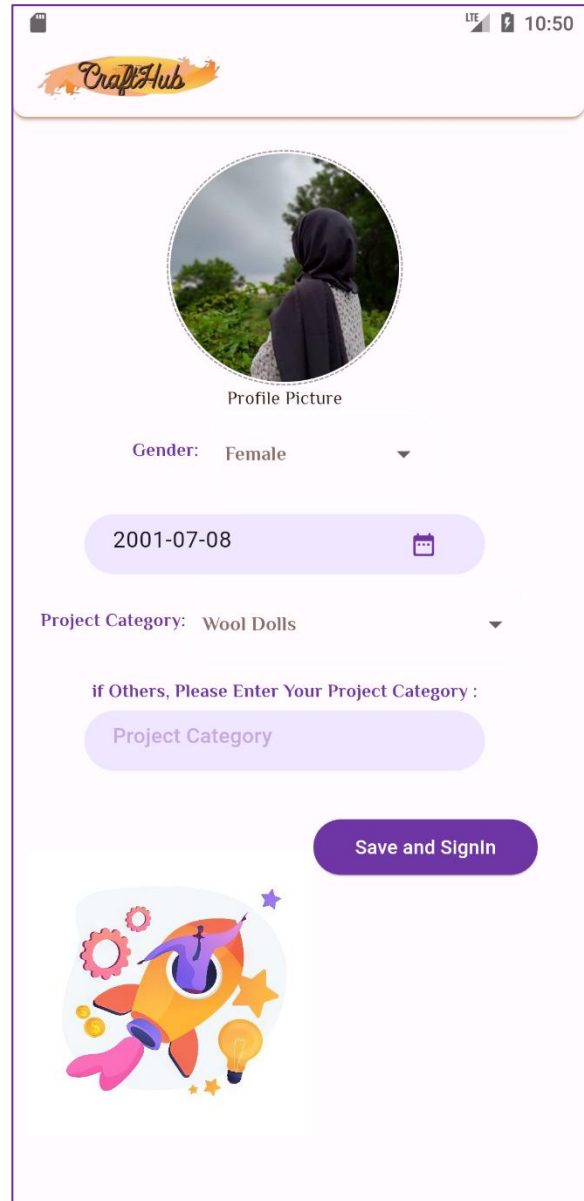 LTE 10:50
CraftHub
Profile Picture
Gender: Female
2001-07-08
Project Category: Wool Dolls
if Others, Please Enter Your Project Category :
Project Category
Save and SignIn